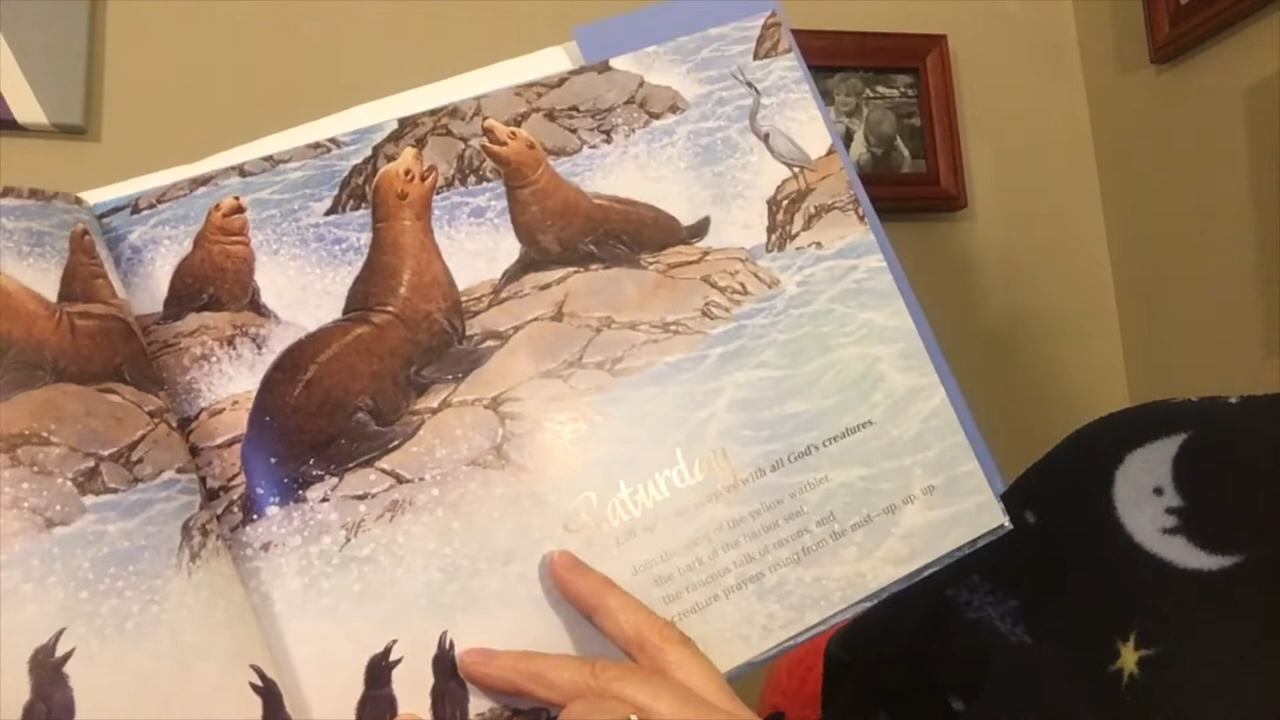 Saturday
with all God's creatures.
Join the song of the yellow warbler,
the bark of the harbor seal,
the raucous talk of ravens, and
creature prayers rising from the mist—up, up, up.